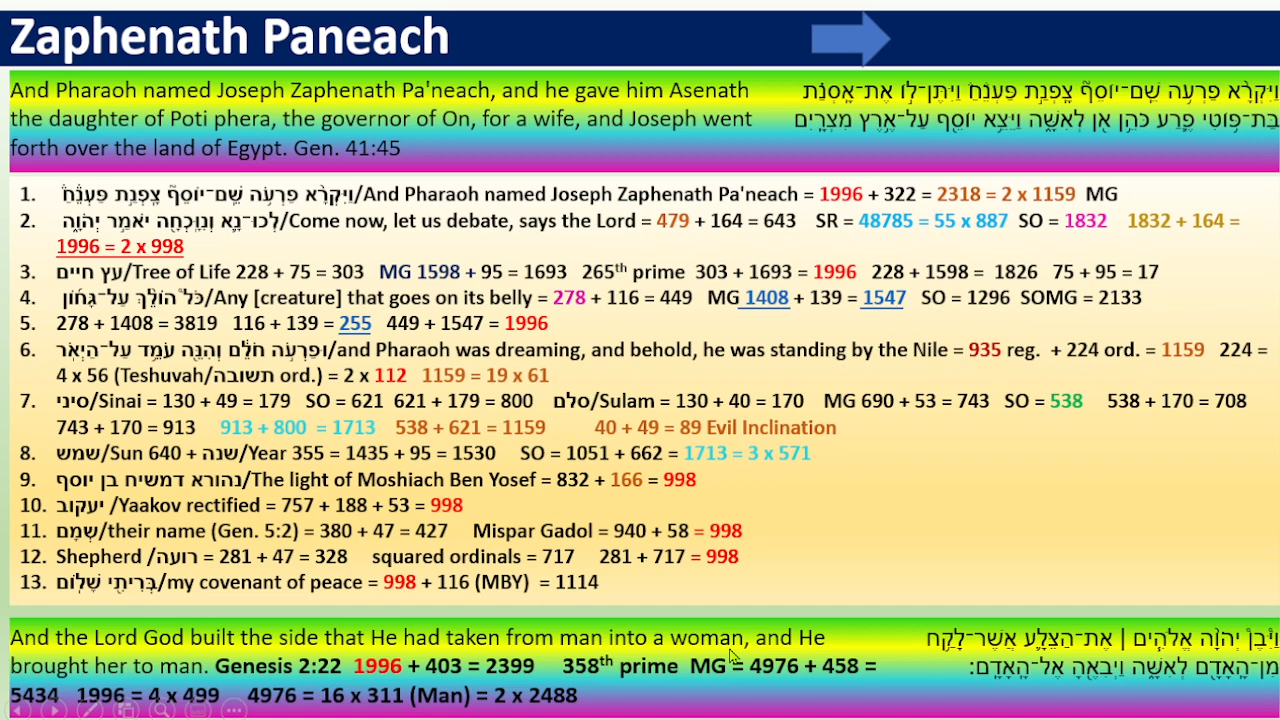 Zaphenath Paneach
And Pharaoh named Joseph Zaphenath Pa'neach, and he gave him Asenath
the daughter of Poti phera, the governor of On, for a wife, and Joseph went
forth over the land of Egypt. Gen. 41:45
וַיִּקְרָ֨א פַרְעֹ֣ה שֵֽׁם־יוֹסֵף֮ צָֽפְנַ֣ת פַּעְנֵ֒חַ֒ וַיִּתֶּן־ל֣וֹ אֶת־אָֽסְנַ֗ת
בַּת־פּ֥וֹטִי פֶ֛רַע כֹּהֵ֥ן אֹ֖ן לְאִשָּׁ֑ה וַיֵּצֵ֥א יוֹסֵ֖ף עַל־אֶ֥רֶץ מִצְרָֽיִם
1. וַיִּקְרָ֨א פַרְעֹ֣ה שֵֽׁם־יוֹסֵף֮ צָֽפְנַ֣ת פַּעְנֵ֒חַ֒/And Pharaoh named Joseph Zaphenath Pa'neach = 1996 + 322 = 2318 = 2 x 1159 MG
2. לְכוּ־נָ֛א וְנִוָּֽכְחָ֖ה יֹאמַ֣ר יְהֹוָ֑ה/Come now, let us debate, says the Lord = 479 + 164 = 643 SR = 48785 = 55 x 887 SO = 1832 1832 + 164 =
1996 = 2 x 998
3. עץ חיים/Tree of Life 228 + 75 = 303 MG 1598 + 95 = 1693 265th prime 303 + 1693 = 1996 228 + 1598 = 1826 75 + 95 = 17
4. כֹּל֩ הוֹלֵ֨ךְ עַל־גָּח֜וֹן/Any [creature] that goes on its belly = 278 + 116 = 449 MG 1408 + 139 = 1547 SO = 1296 SOMG = 2133
5. 278 + 1408 = 3819 116 + 139 = 255 449 + 1547 = 1996
6. וּפַרְעֹ֣ה חֹלֵ֔ם וְהִנֵּ֖ה עֹמֵ֥ד עַל־הַיְאֹֽר/and Pharaoh was dreaming, and behold, he was standing by the Nile = 935 reg. + 224 ord. = 1159 224 =
4 x 56 (Teshuvah/תשובה ord.) = 2 x 112 1159 = 19 x 61
7. סיני/Sinai = 130 + 49 = 179 SO = 621 621 + 179 = 800 סלם/Sulam = 130 + 40 = 170 MG 690 + 53 = 743 SO = 538 538 + 170 = 708
743 + 170 = 913 913 + 800 = 1713 538 + 621 = 1159 40 + 49 = 89 Evil Inclination
8. שמש/Sun 640 + שנה/Year 355 = 1435 + 95 = 1530 SO = 1051 + 662 = 1713 = 3 x 571
9. נהורא דמשיח בן יוסף/The light of Moshiach Ben Yosef = 832 + 166 = 998
10. יעקוב /Yaakov rectified = 757 + 188 + 53 = 998
11. שְׁמָם/their name (Gen. 5:2) = 380 + 47 = 427 Mispar Gadol = 940 + 58 = 998
12. Shepherd /רועה = 281 + 47 = 328 squared ordinals = 717 281 + 717 = 998
13. בְּרִיתִ֖י שָׁלֽוֹם/my covenant of peace = 998 + 116 (MBY) = 1114
And the Lord God built the side that He had taken from man into a woman, and He
brought her to man. Genesis 2:22 1996 + 403 = 2399 358th prime MG = 4976 + 458 =
5434 1996 = 4 x 499 4976 = 16 x 311 (Man) = 2 x 2488
וַיִּ֩בֶן֩ יְהֹוָ֨ה אֱלֹהִ֧ים | אֶת־הַצֵּלָ֛ע אֲשֶׁר־לָקַ֥ח
מִן־הָֽאָדָ֖ם לְאִשָּׁ֑ה וַיְבִאֶ֖הָ אֶל־הָֽאָדָֽם: